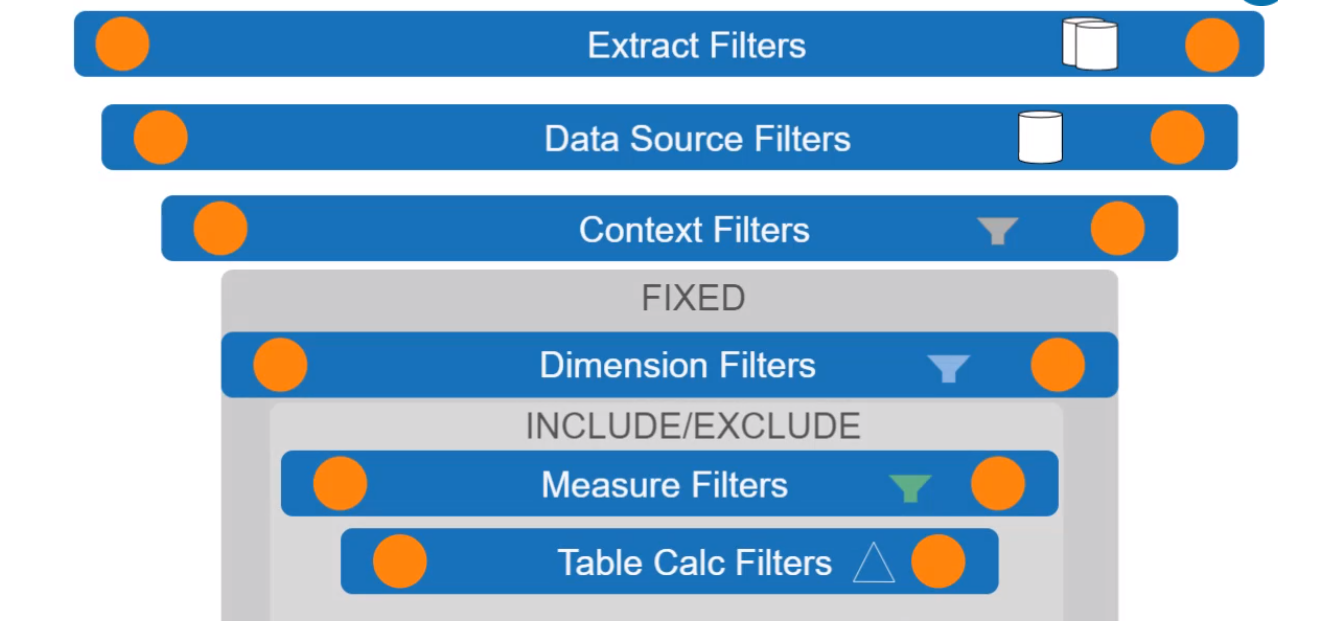 Extract Filters
Data Source Filters
Context Filters
FIXED
Dimension Filters
INCLUDE/EXCLUDE
Measure Filters
Table Calc Filters